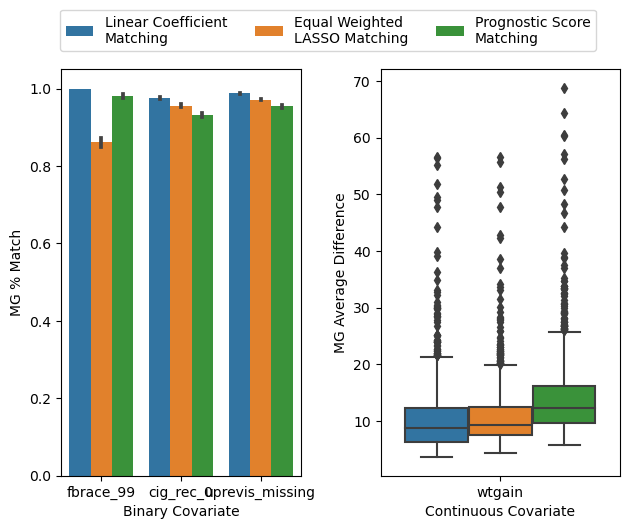 Linear Coefficient
Matching
Equal Weighted
LASSO Matching
Prognostic Score
Matching
1.0
0.8
0.6
0.4
0.2
0.0
MG % Match
fbrace_99
cig_rec_
uprevis_missing
Binary Covariate
70
60
50
40
30
20
10
MG Average Difference
wtgain
Continuous Covariate